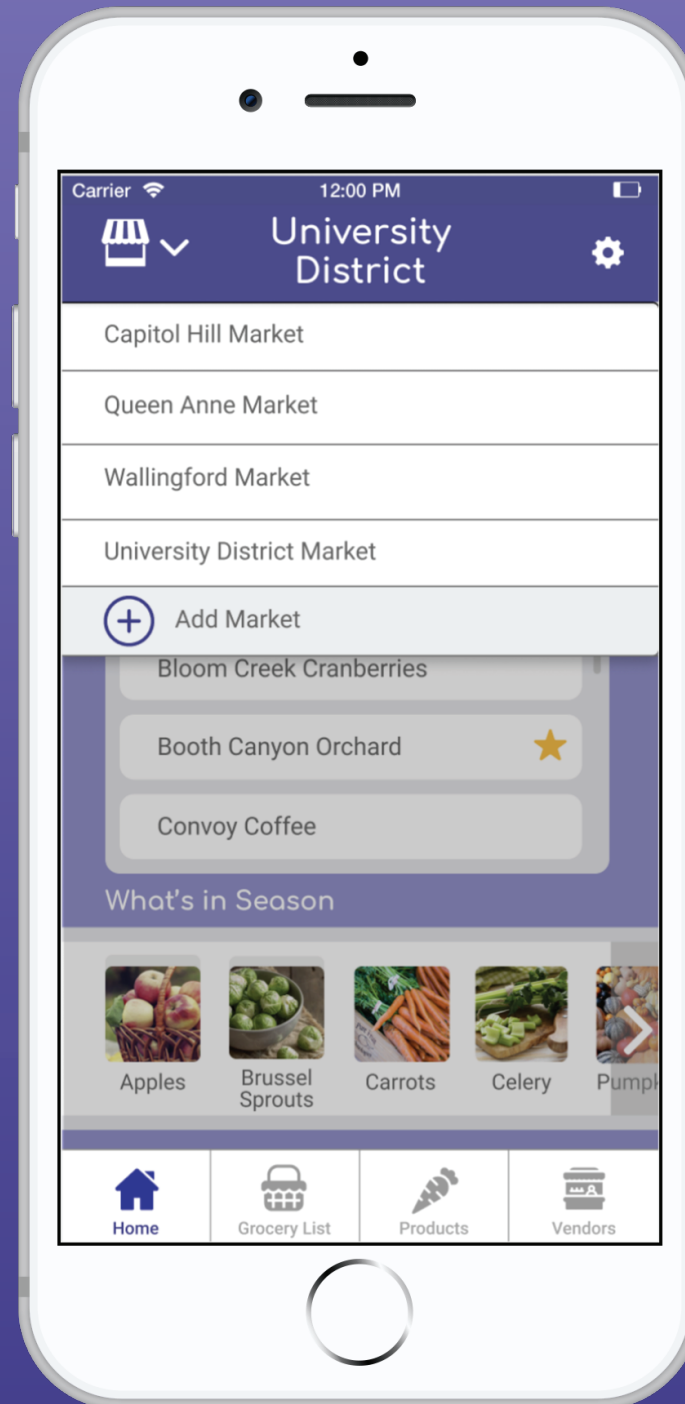 Carrier
12:00 PM
University
District
Capitol Hill Market
Queen Anne Market
Wallingford Market
University District Market
Add Market
Bloom Creek Cranberries
Booth Canyon Orchard
Convoy Coffee
What's in Season
Apples
Brussel
Sprouts
Carrots
Celery
Pumpk
Home
Grocery List
Products
Vendors